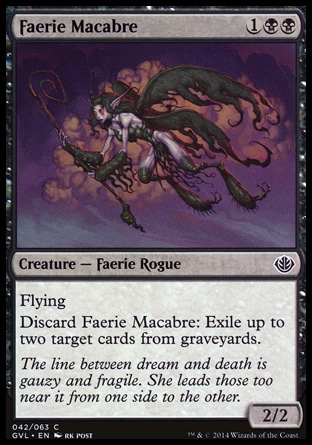 Faerie Macabre 1
Creature — Faerie Rogue
Flying
Discard Faerie Macabre: Exile up to
two target cards from graveyards.
The line between dream and death is
gauzy and fragile. She leads those too
near it from one side to the other.
2/2
042/063 C
GVL • EN RK POST
™ & © 2014 Wizards of the Coast